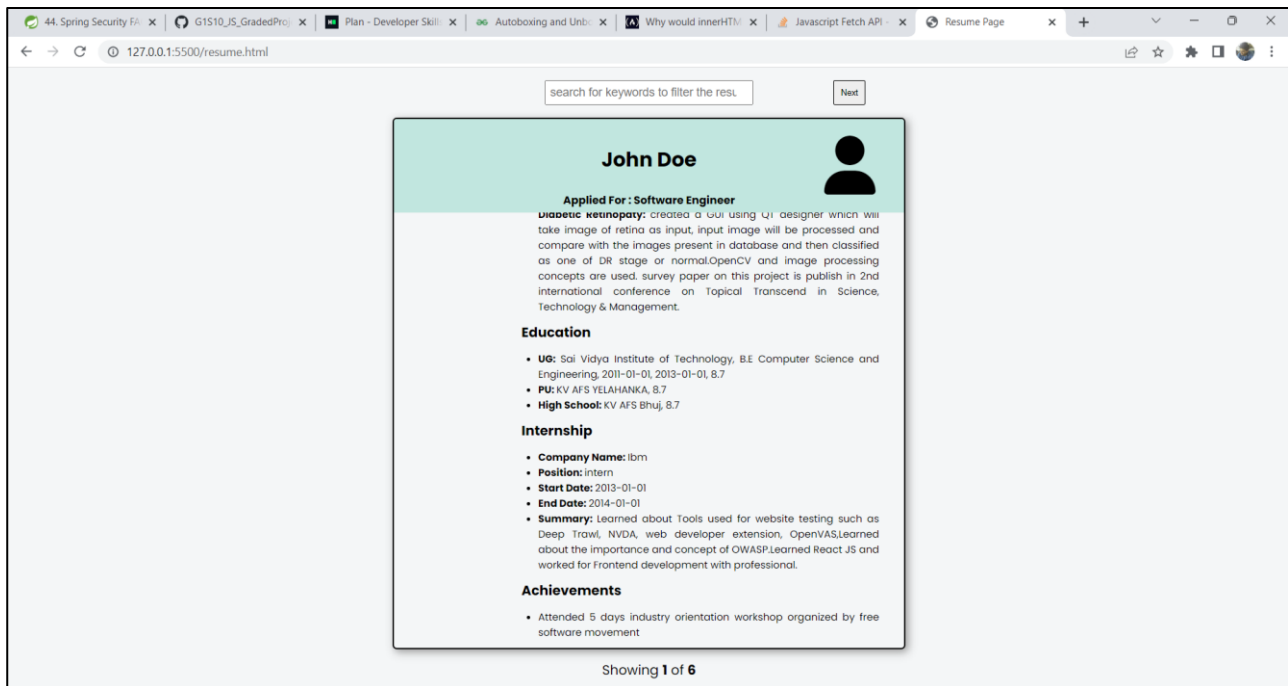 44. Spring Security FA
G1S10_JS_GradedProj
Plan - Developer Skill
Autoboxing and Unbo
Why would innerHTM
Javascript Fetch API -
Resume Page
127.0.0.1:5500/resume.html
search for keywords to filter the resu
Next
John Doe
Applied For : Software Engineer
Diabetic Retinopaty: created a GUI using QT designer which will
take image of retina as input, input image will be processed and
compare with the images present in database and then classified
as one of DR stage or normal.OpenCV and image processing
concepts are used. survey paper on this project is publish in 2nd
international conference on Topical Transcend in Science,
Technology & Management.
Education
• UG: Sai Vidya Institute of Technology, B.E Computer Science and
Engineering, 2011-01-01, 2013-01-01, 8.7
• PU: KV AFS YELAHANKA, 8.7
• High School: KV AFS Bhuj, 8.7
Internship
• Company Name: Ibm
• Position: intern
• Start Date: 2013-01-01
• End Date: 2014-01-01
• Summary: Learned about Tools used for website testing such as
Deep Trawl, NVDA, web developer extension, OpenVAS,Learned
about the importance and concept of OWASP.Learned React JS and
worked for Frontend development with professional.
Achievements
• Attended 5 days industry orientation workshop organized by free
software movement
Showing 1 of 6